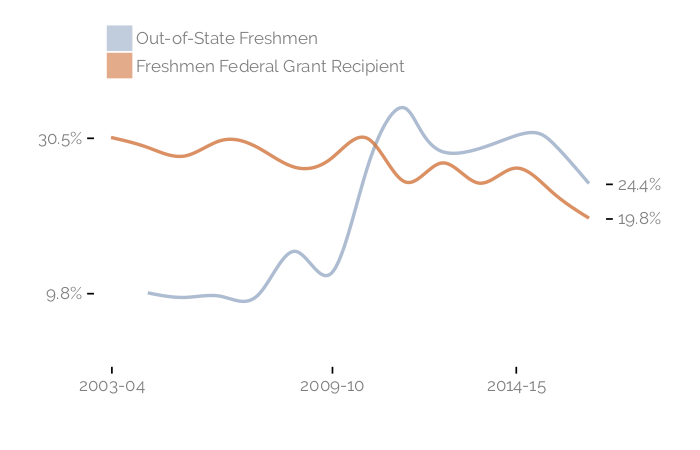 Out-of-State Freshmen
Freshmen Federal Grant Recipient
30.5%
24.4%
19.8%
9.8%
2003-04 2009-10 2014-15